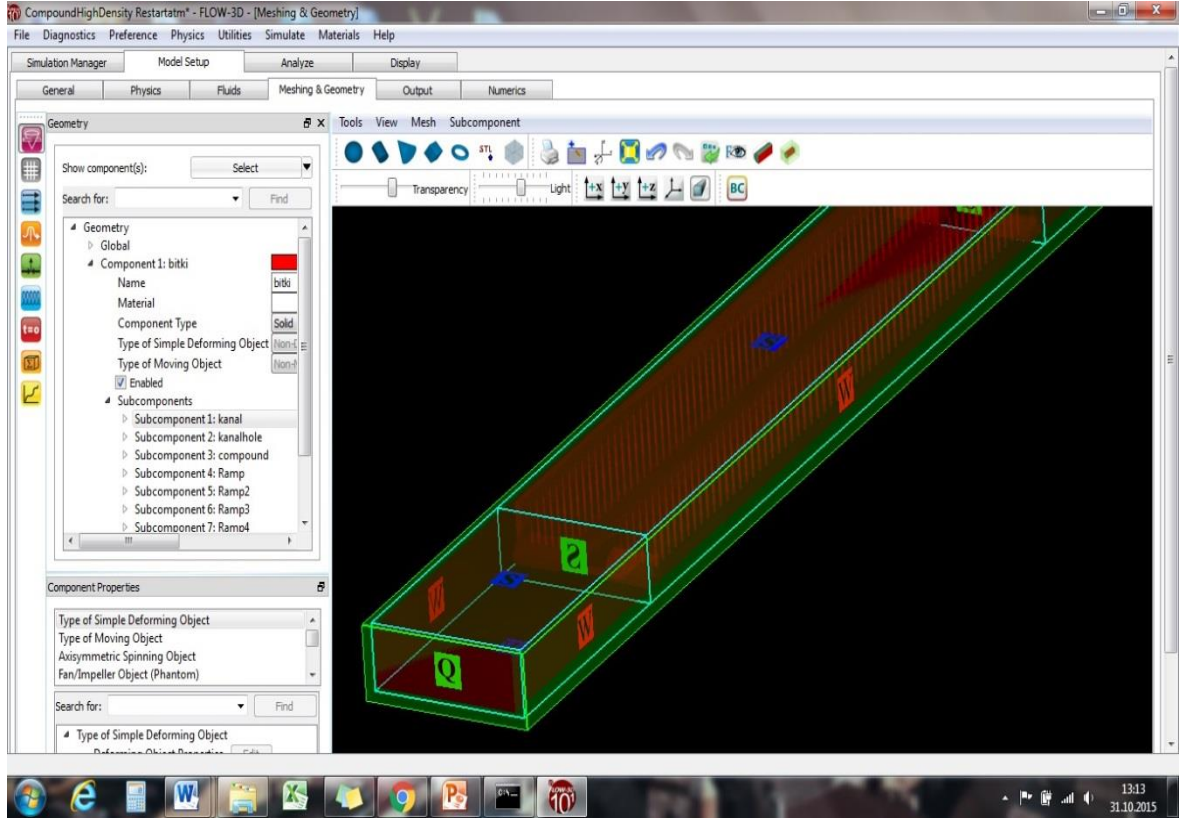 CompoundHighDensity Restartatm* - FLOW-3D - [Meshing & Geometry]
File Diagnostics Preference Physics Utilities Simulate Materials Help
Simulation Manager Model Setup Analyze Display
General Physics Fluids Meshing & Geometry Output Numerics
Geometry
Tools View Mesh Subcomponent
STL
Show component(s): Select
Transparency Light +x +y +z BC
Search for: Find
Geometry
Global
Component 1: bitki
Name bitki
Material
Component Type Solid
Type of Simple Deforming Object
Type of Moving Object
Enabled
Subcomponents
Subcomponent 1: kanal
Subcomponent 2: kanalhole
Subcomponent 3: compound
Subcomponent 4: Ramp
Subcomponent 5: Ramp2
Subcomponent 6: Ramp3
Subcomponent 7: Ramp4
t=0
W
S
W
W
Q
Component Properties
Type of Simple Deforming Object
Type of Moving Object
Axisymmetric Spinning Object
Fan/Impeller Object (Phantom)
Search for: Find
Type of Simple Deforming Object
Deforming Object Properties Edit
13:13
31.10.2015